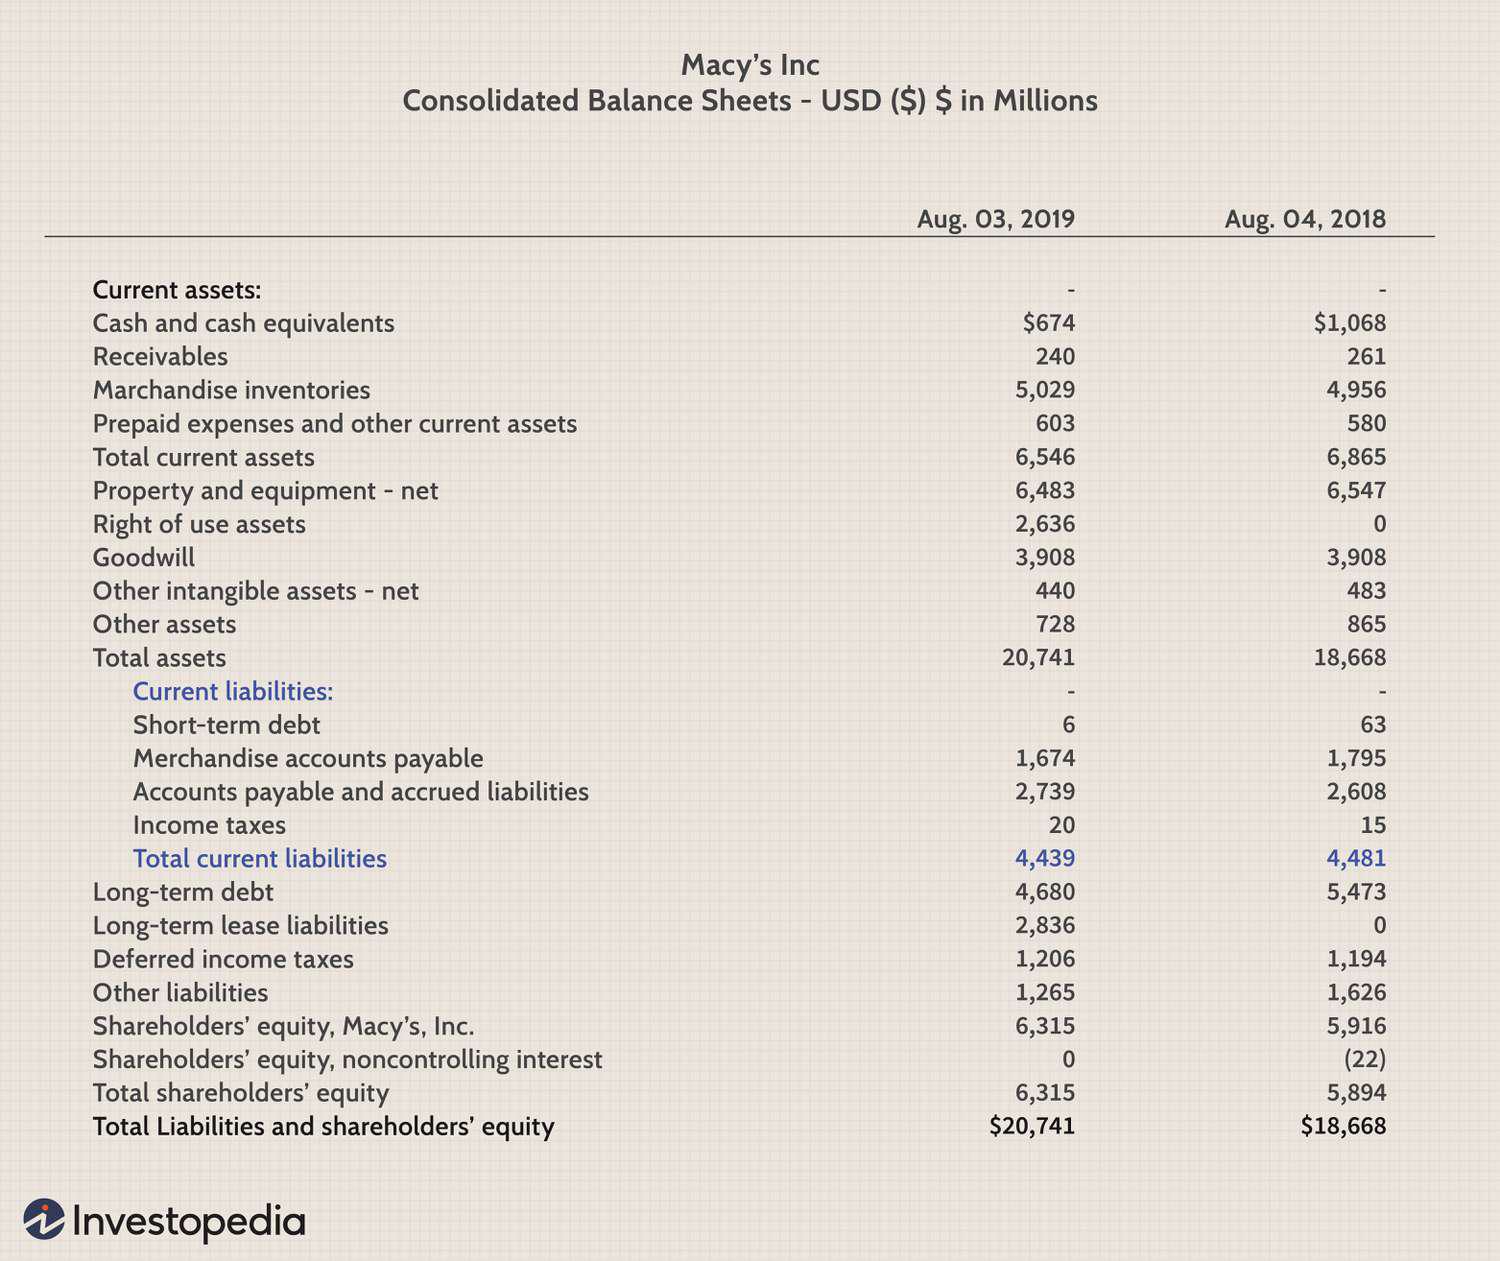 Macy’s Inc
Consolidated Balance Sheets - USD ($) $ in Millions
Aug. 03, 2019 Aug. 04, 2018
Current assets: - -
Cash and cash equivalents $674 $1,068
Receivables 240 261
Marchandise inventories 5,029 4,956
Prepaid expenses and other current assets 603 580
Total current assets 6,546 6,865
Property and equipment - net 6,483 6,547
Right of use assets 2,636 0
Goodwill 3,908 3,908
Other intangible assets - net 440 483
Other assets 728 865
Total assets 20,741 18,668
Current liabilities: - -
Short-term debt 6 63
Merchandise accounts payable 1,674 1,795
Accounts payable and accrued liabilities 2,739 2,608
Income taxes 20 15
Total current liabilities 4,439 4,481
Long-term debt 4,680 5,473
Long-term lease liabilities 2,836 0
Deferred income taxes 1,206 1,194
Other liabilities 1,265 1,626
Shareholders’ equity, Macy’s, Inc. 6,315 5,916
Shareholders’ equity, noncontrolling interest 0 (22)
Total shareholders’ equity 6,315 5,894
Total Liabilities and shareholders’ equity $20,741 $18,668
Investopedia